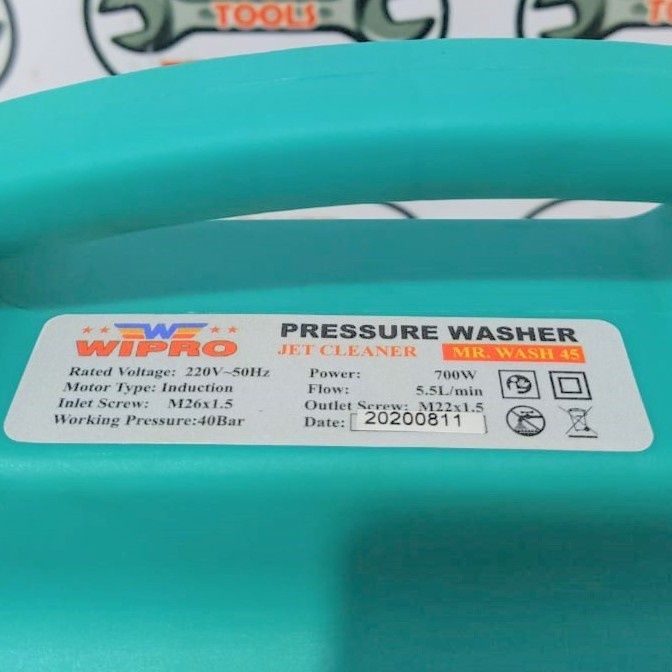 TOOLS
W
WIPRO
PRESSURE WASHER
JET CLEANER MR. WASH 45
Rated Voltage: 220V~50Hz
Motor Type: Induction
Inlet Screw: M26x1.5
Working Pressure:40Bar
Power: 700W
Flow: 5.5L/min
Outlet Screw: M22x1.5
Date: 20200811